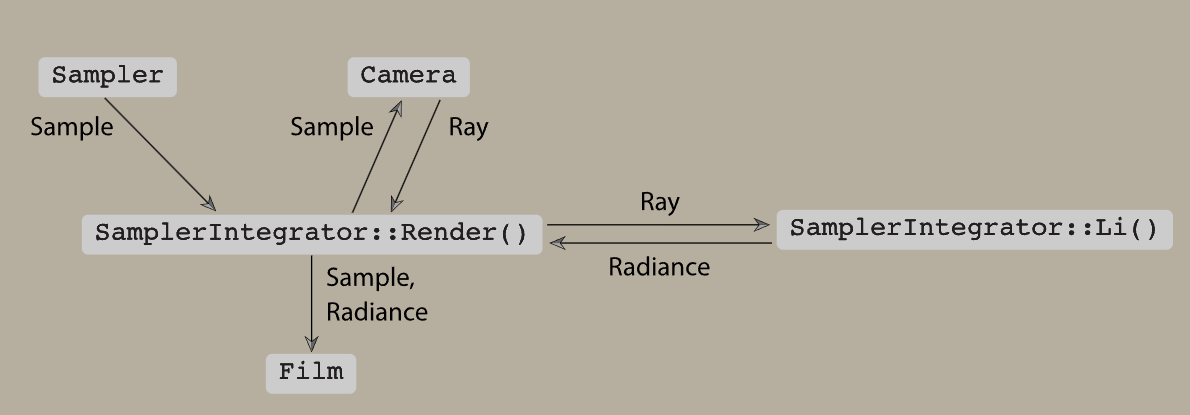 Sampler
Camera
Sample
Sample
Ray
Ray
SamplerIntegrator::Render()
SamplerIntegrator::Li()
Radiance
Sample,
Radiance
Film